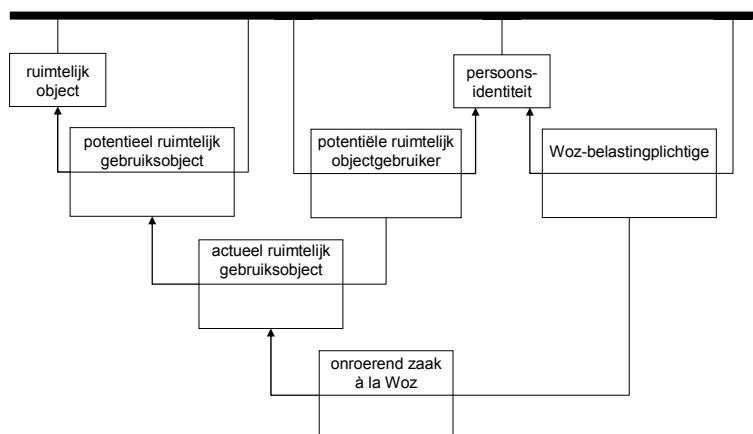 ruimtelijk
object
persoons-
identiteit
potentieel ruimtelijk
gebruiksobject
potentiële ruimtelijk
objectgebruiker
Woz-belastingplichtige
actueel ruimtelijk
gebruiksobject
onroerend zaak
à la Woz